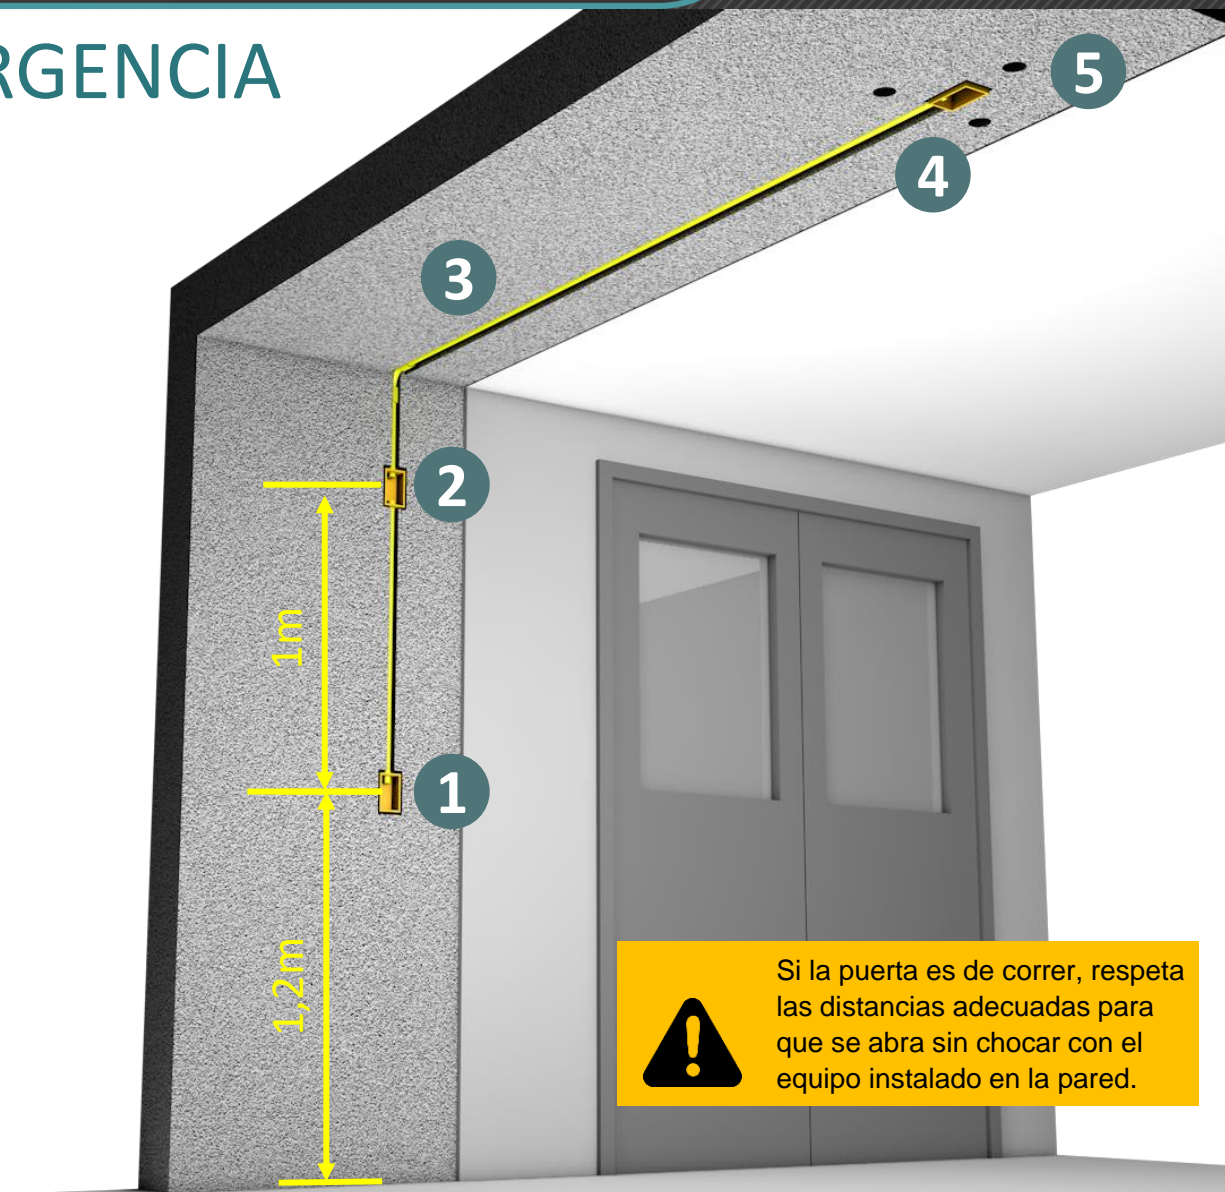 RGENCIA
5
4
3
2
1m
1
1,2m
Si la puerta es de correr, respeta
las distancias adecuadas para
que se abra sin chocar con el
equipo instalado en la pared.